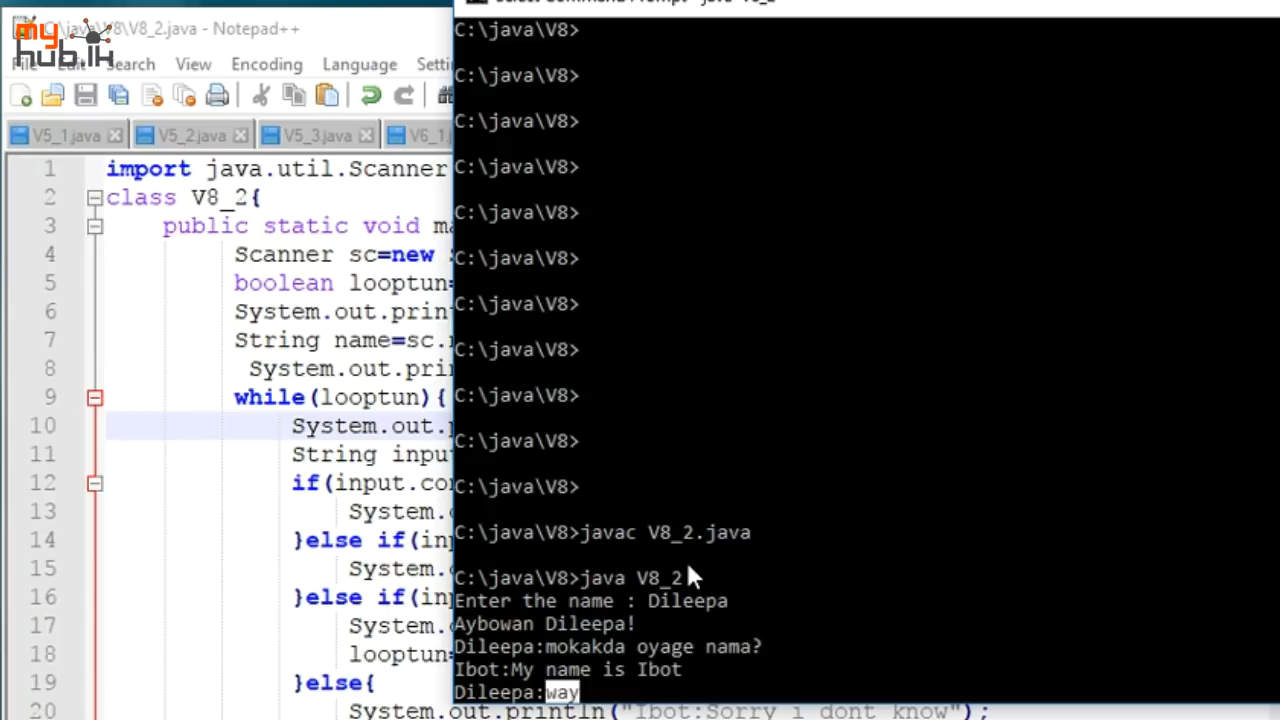 my
hub.lk
\java\V8\V8_2.java - Notepad++
File Edit Search View Encoding Language Setti
V5_1.java V5_2.java V5_3.java V6_1.j
1 import java.util.Scanner
2 class V8_2{
3 public static void ma
4 Scanner sc=new
5 boolean looptun=
6 System.out.print
7 String name=sc.
8 System.out.prin
9 while(looptun){
10 System.out.p
11 String input
12 if(input.con
13 System.o
14 }else if(inp
15 System.o
16 }else if(inp
17 System.o
18 looptun=
19 }else{
20 System.out.println("Ibot:Sorry i dont know");
C:\java\V8>
C:\java\V8>
C:\java\V8>
C:\java\V8>
C:\java\V8>
C:\java\V8>
C:\java\V8>
C:\java\V8>
C:\java\V8>
C:\java\V8>
C:\java\V8>
C:\java\V8>javac V8_2.java
C:\java\V8>java V8_2
Enter the name : Dileepa
Aybowan Dileepa!
Dileepa:mokakda oyage nama?
Ibot:My name is Ibot
Dileepa:way